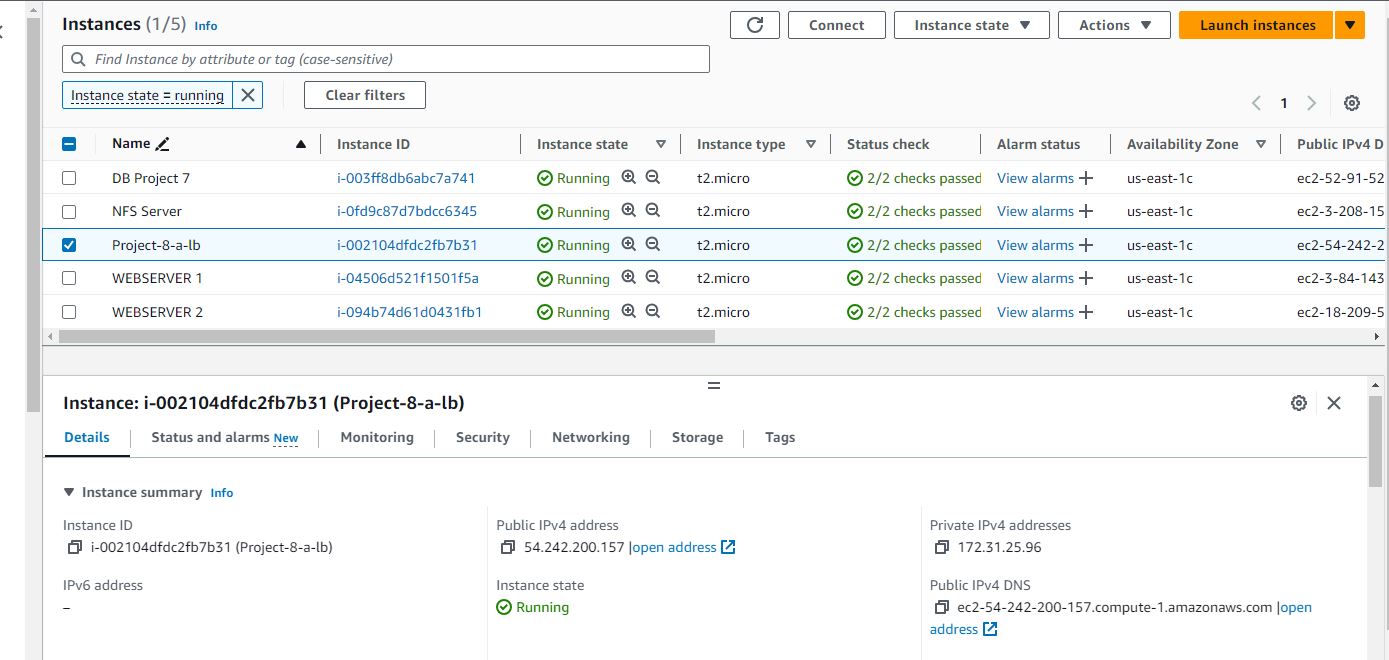 Instances (1/5) Info
Connect Instance state Actions Launch instances
Find Instance by attribute or tag (case-sensitive)
Instance state = running Clear filters
1
Name Instance ID Instance state Instance type Status check Alarm status Availability Zone Public IPv4 D
DB Project 7 i-003ff8db6abc7a741 Running t2.micro 2/2 checks passed View alarms us-east-1c ec2-52-91-52
NFS Server i-0fd9c87d7bdcc6345 Running t2.micro 2/2 checks passed View alarms us-east-1c ec2-3-208-15
Project-8-a-lb i-002104dfdc2fb7b31 Running t2.micro 2/2 checks passed View alarms us-east-1c ec2-54-242-2
WEBSERVER 1 i-04506d521f1501f5a Running t2.micro 2/2 checks passed View alarms us-east-1c ec2-3-84-143
WEBSERVER 2 i-094b74d61d0431fb1 Running t2.micro 2/2 checks passed View alarms us-east-1c ec2-18-209-5
Instance: i-002104dfdc2fb7b31 (Project-8-a-lb)
Details Status and alarms New Monitoring Security Networking Storage Tags
Instance summary Info
Instance ID Public IPv4 address Private IPv4 addresses
i-002104dfdc2fb7b31 (Project-8-a-lb) 54.242.200.157 |open address 172.31.25.96
IPv6 address Instance state Public IPv4 DNS
– Running ec2-54-242-200-157.compute-1.amazonaws.com |open
address